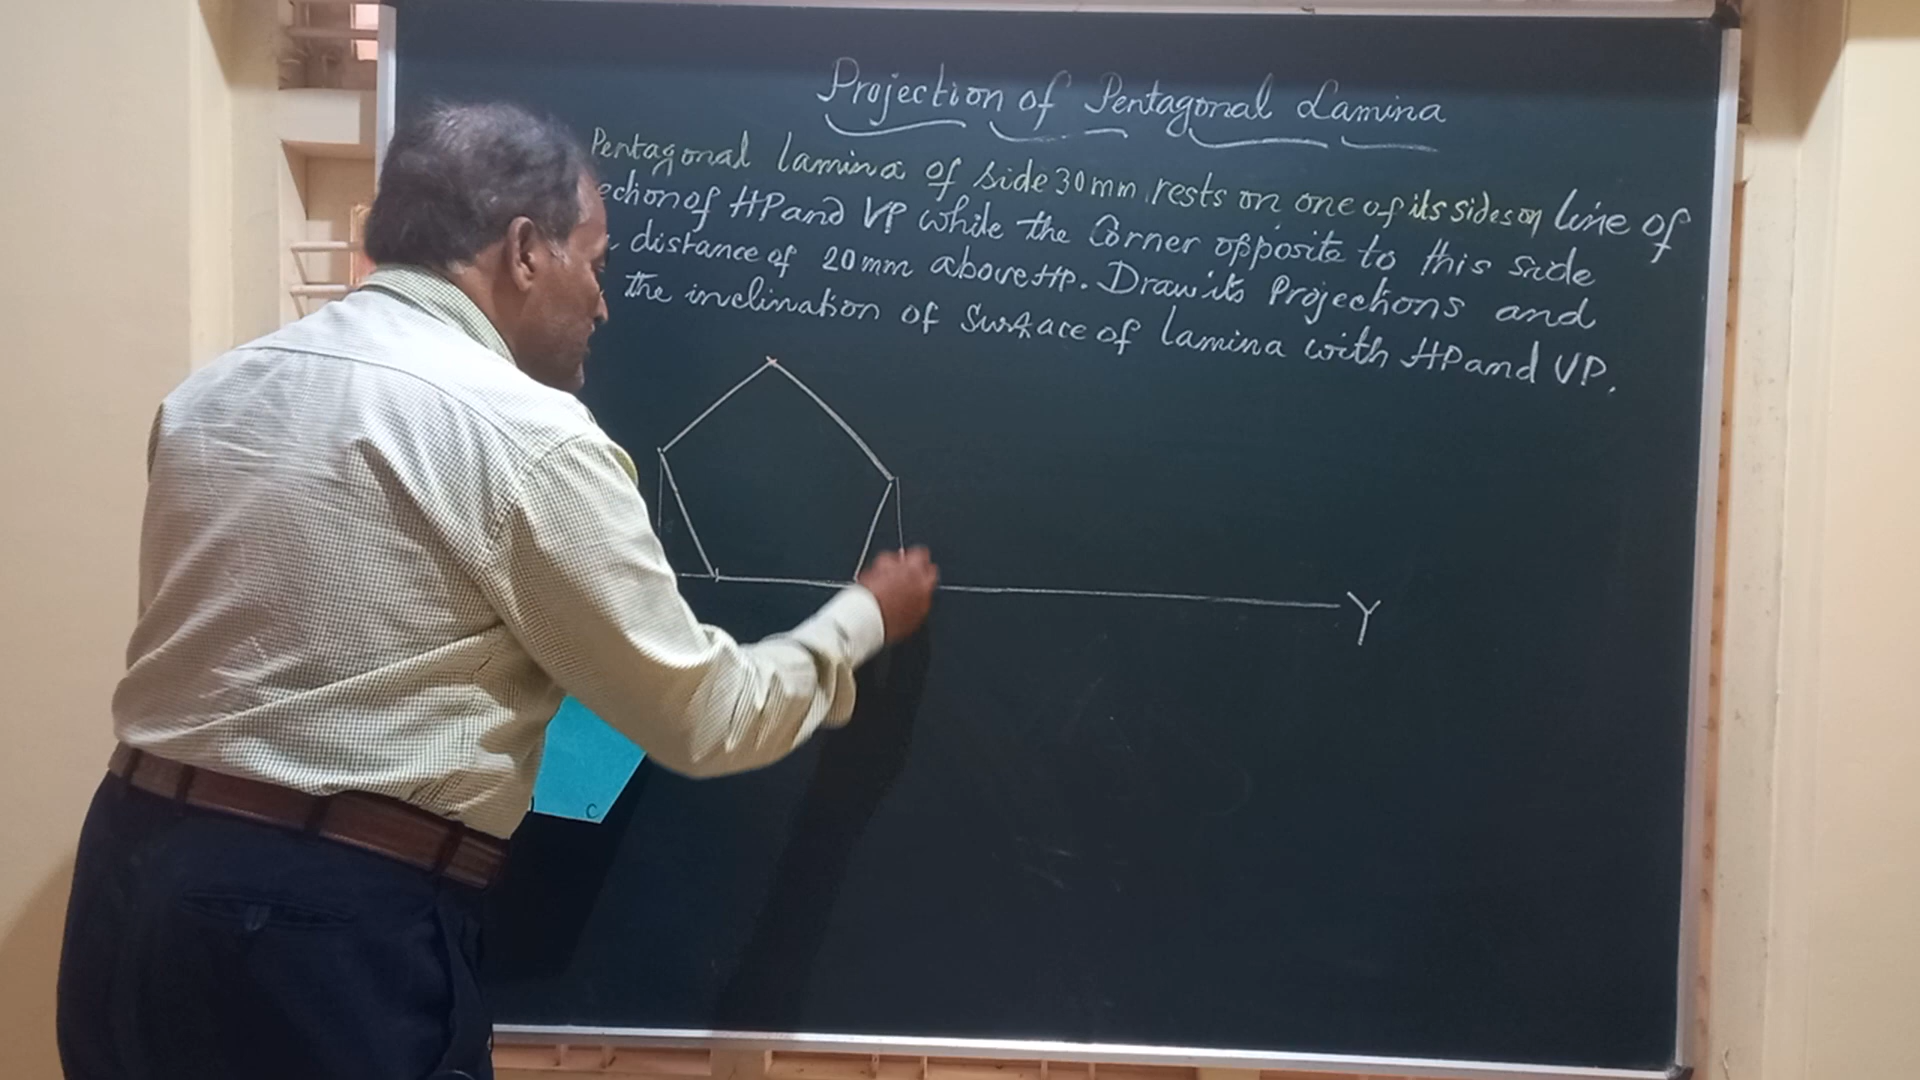 Projection of Pentagonal Lamina
Pentagonal lamina of side 30mm, rests on one of its sides on line of
ection of HP and VP while the Corner opposite to this side
distance of 20mm above HP. Draw its Projections and
the inclination of Surface of lamina with HP and VP.
Y
C